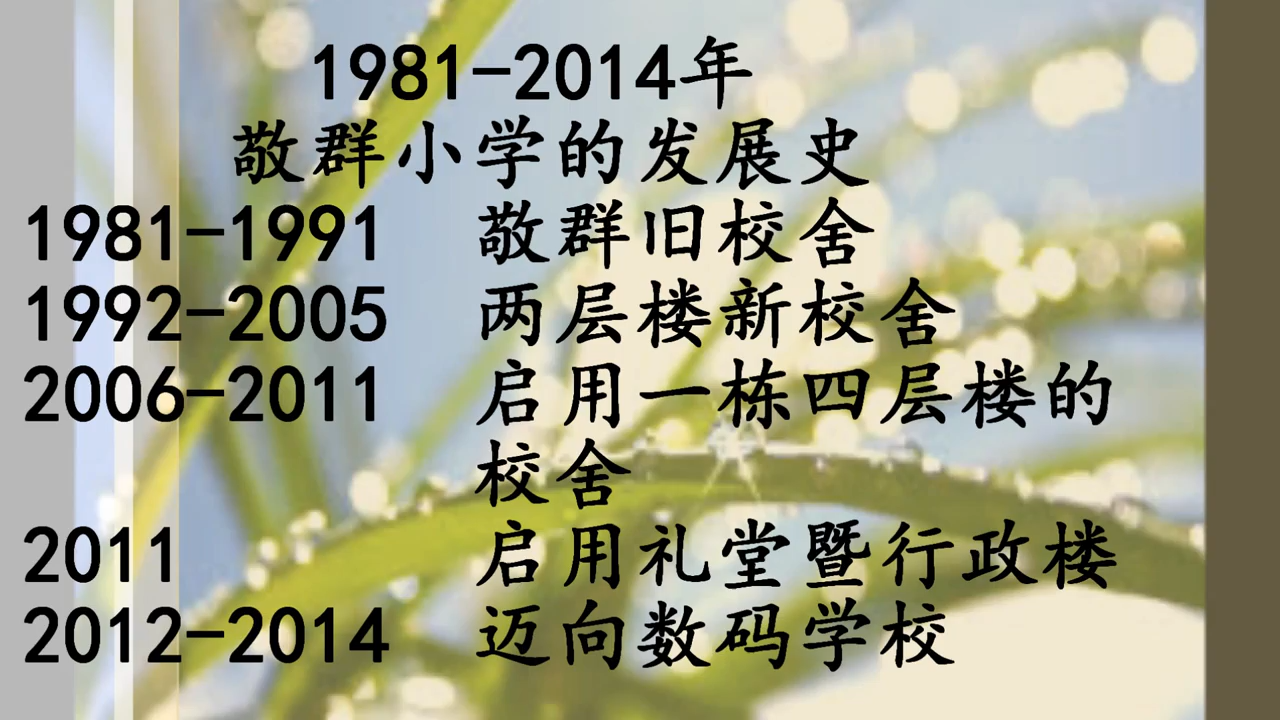 1981-2014年
敬群小学的发展史
1981-1991 敬群旧校舍
1992-2005 两层楼新校舍
2006-2011 启用一栋四层楼的
校舍
2011 启用礼堂暨行政楼
2012-2014 迈向数码学校